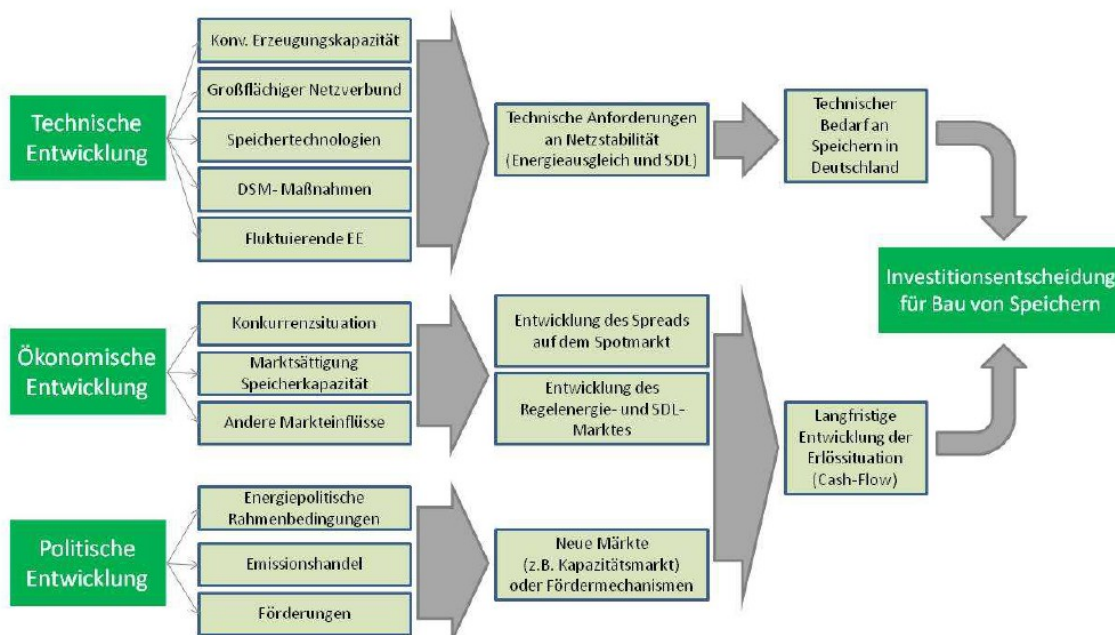 Technische
Entwicklung
Konv. Erzeugungskapazität
Großflächiger Netzverbund
Speichertechnologien
DSM- Maßnahmen
Fluktuierende EE
Technische Anforderungen
an Netzstabilität
(Energieausgleich und SDL)
Technischer
Bedarf an
Speichern in
Deutschland
Investitionsentscheidung
für Bau von Speichern
Ökonomische
Entwicklung
Konkurrenzsituation
Marktsättigung
Speicherkapazität
Andere Markteinflüsse
Entwicklung des Spreads
auf dem Spotmarkt
Entwicklung des
Regelenergie- und SDL-
Marktes
Langfristige
Entwicklung der
Erlössituation
(Cash-Flow)
Politische
Entwicklung
Energiepolitische
Rahmenbedingungen
Emissionshandel
Förderungen
Neue Märkte
(z.B. Kapazitätsmarkt)
oder Fördermechanismen